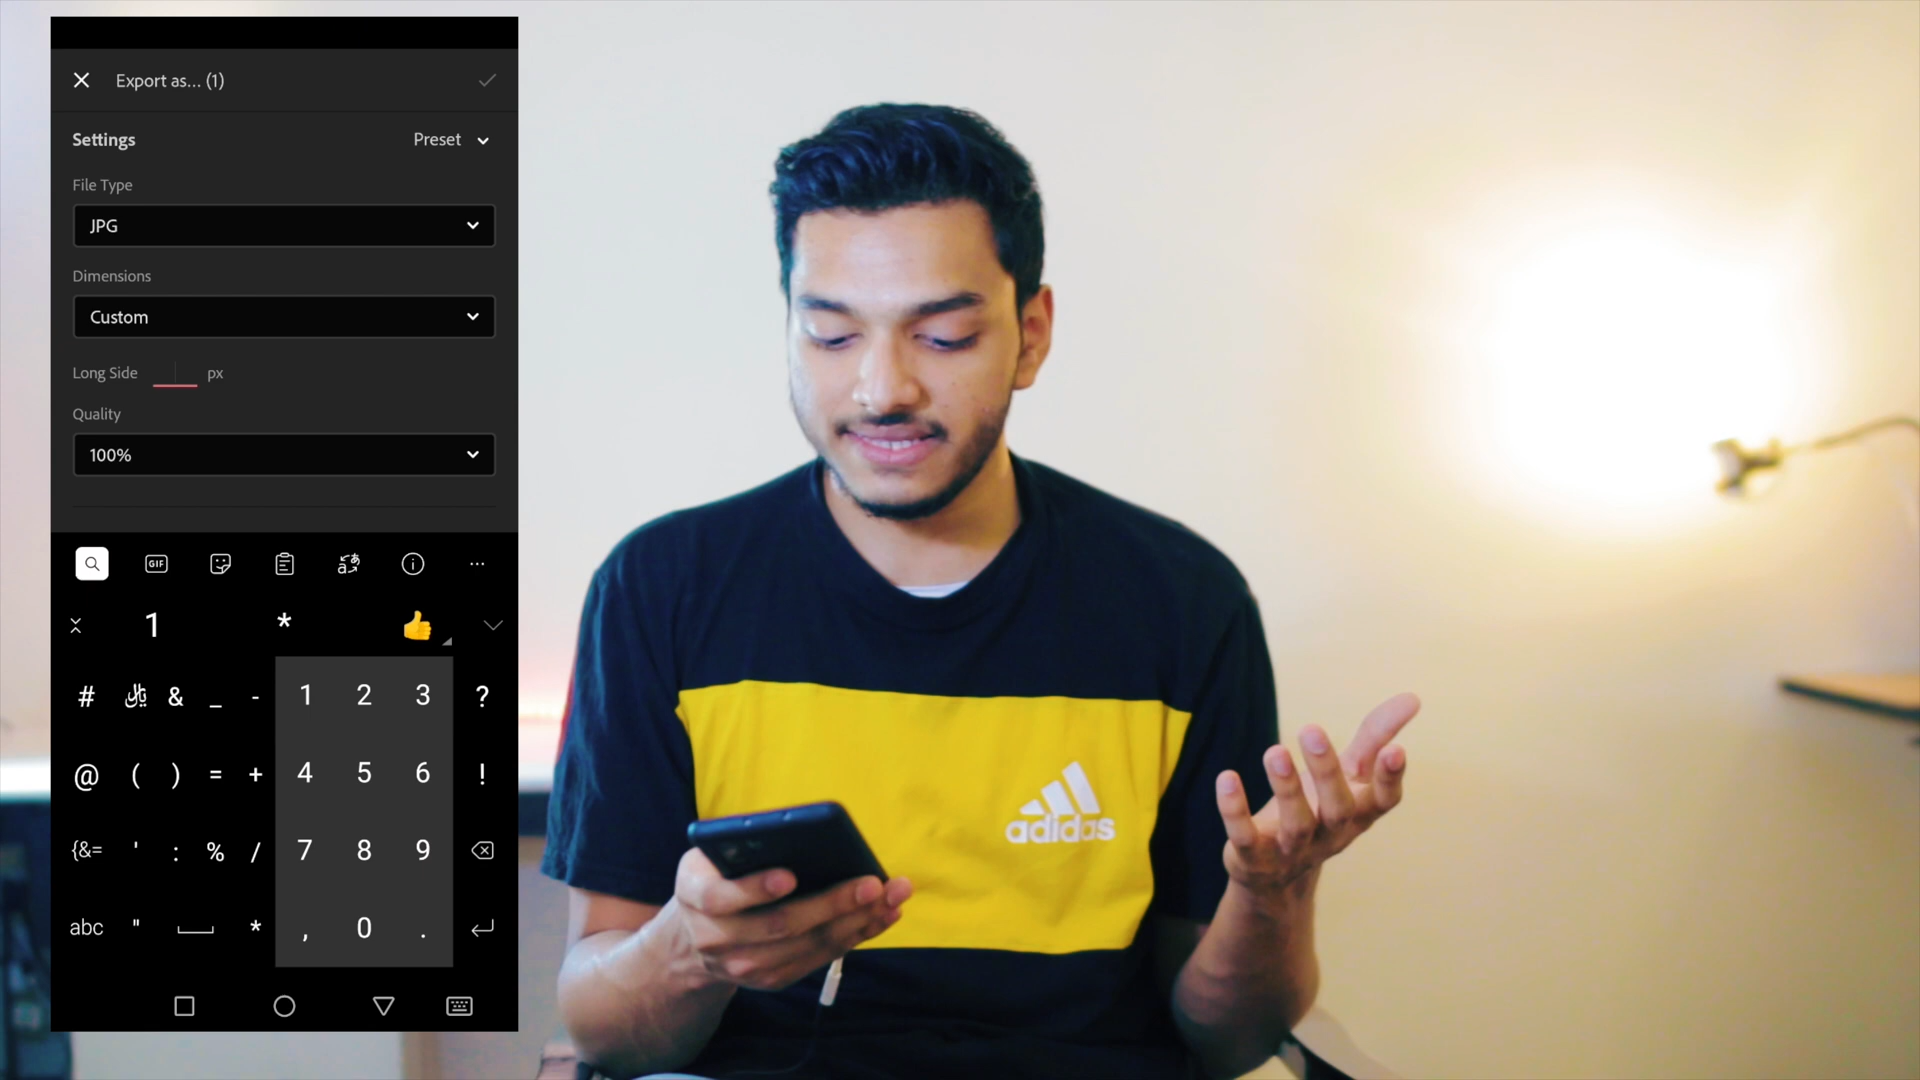 Export as... (1)
Settings
Preset
File Type
JPG
Dimensions
Custom
Long Side
px
Quality
100%
GIF
1 * 👍
# ﷼ & _ - 1 2 3 ?
@ ( ) = + 4 5 6 !
{&= ' : % / 7 8 9
abc " * , 0 .
adidas